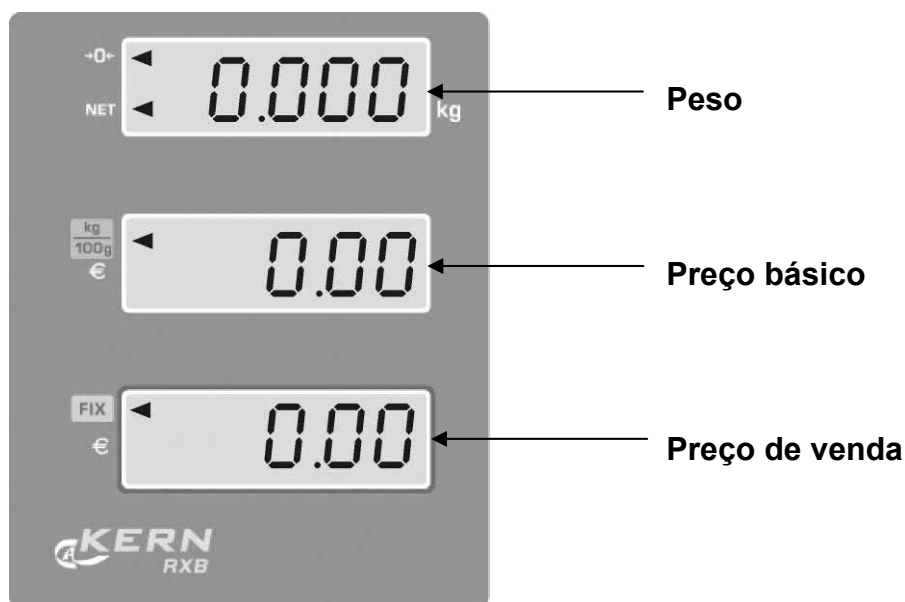 →0←
0.000
Peso
NET
kg
kg
100g
€
0.00
Preço básico
FIX
€
0.00
Preço de venda
KERN
RXB